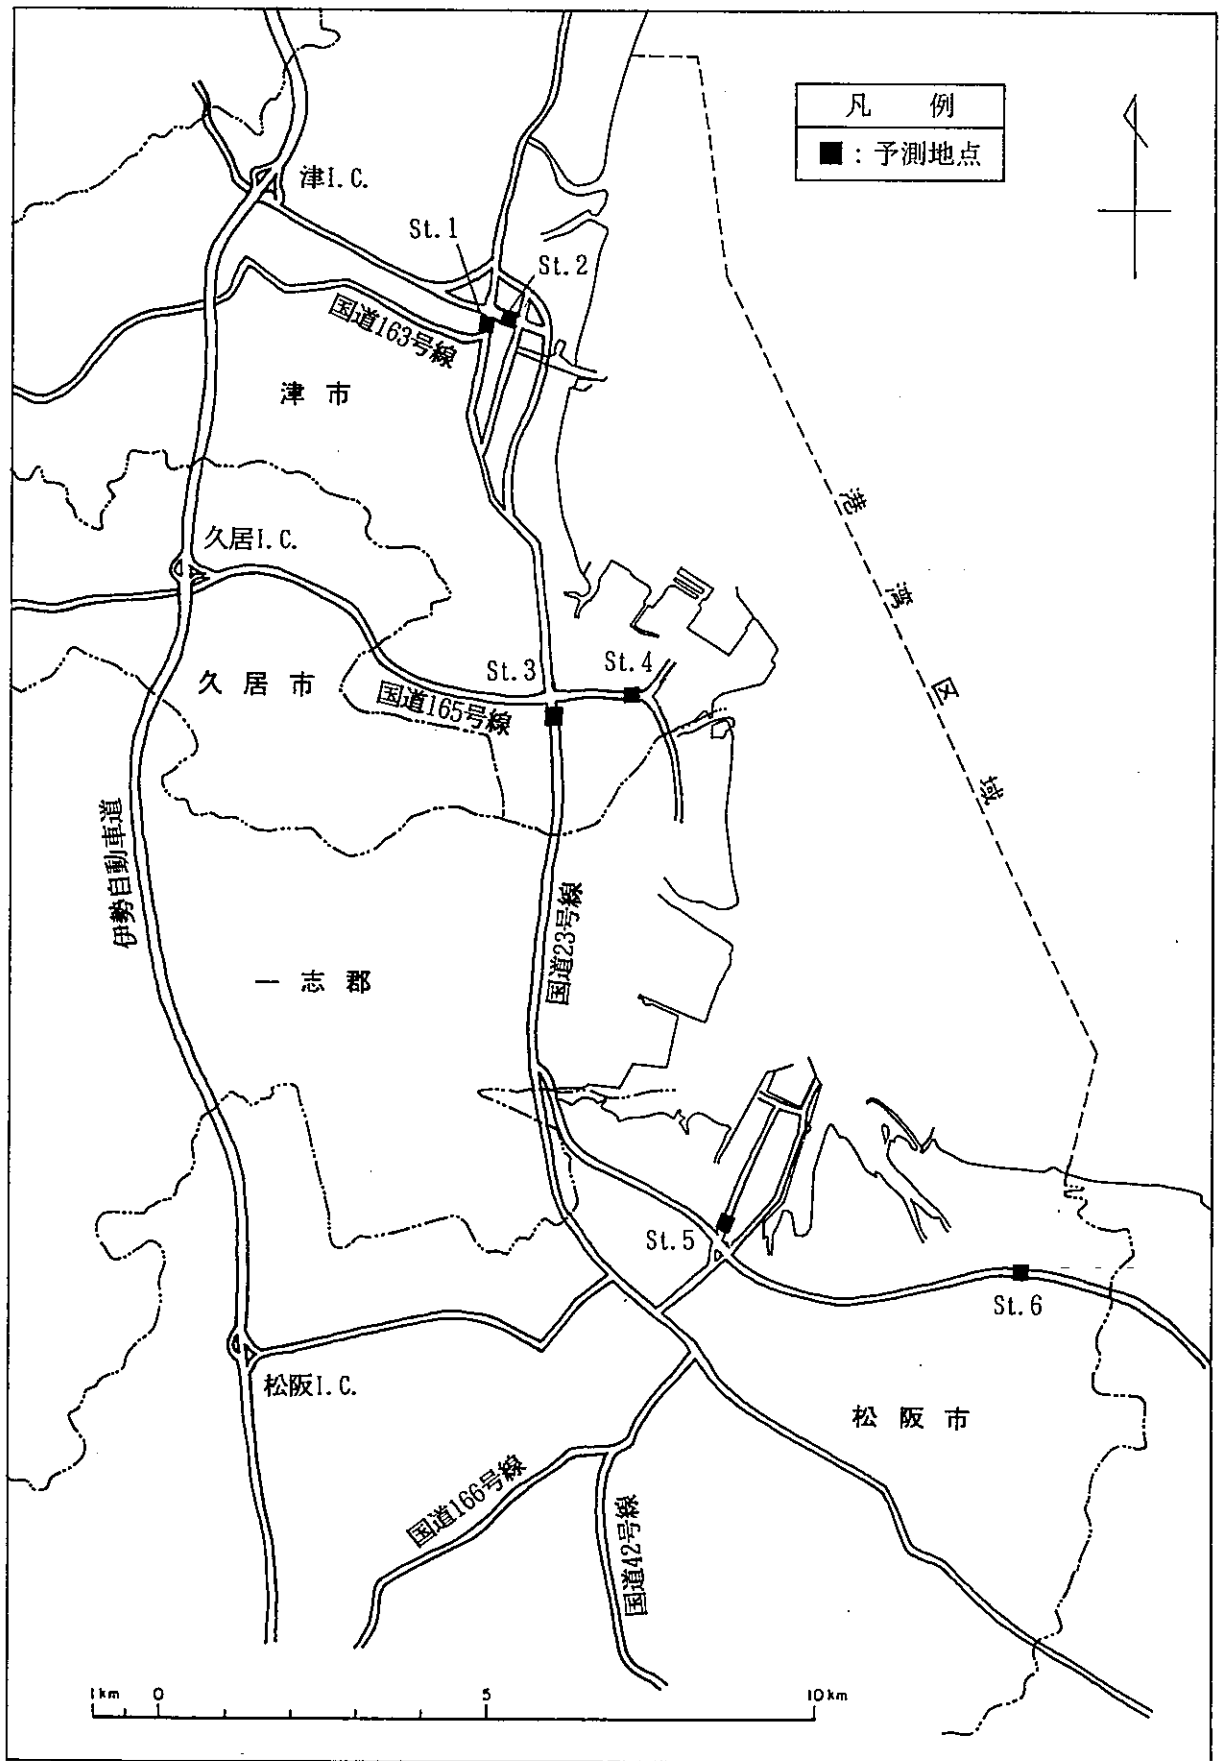 凡 例
■：予測地点
津I.C.
St.1
St.2
国道163号線
津市
久居I.C.
港湾区域
St.3
St.4
久居市
国道165号線
伊勢自動車道
国道23号線
一志郡
St.5
St.6
松阪I.C.
松阪市
国道166号線
国道42号線
1km 0 5 10km